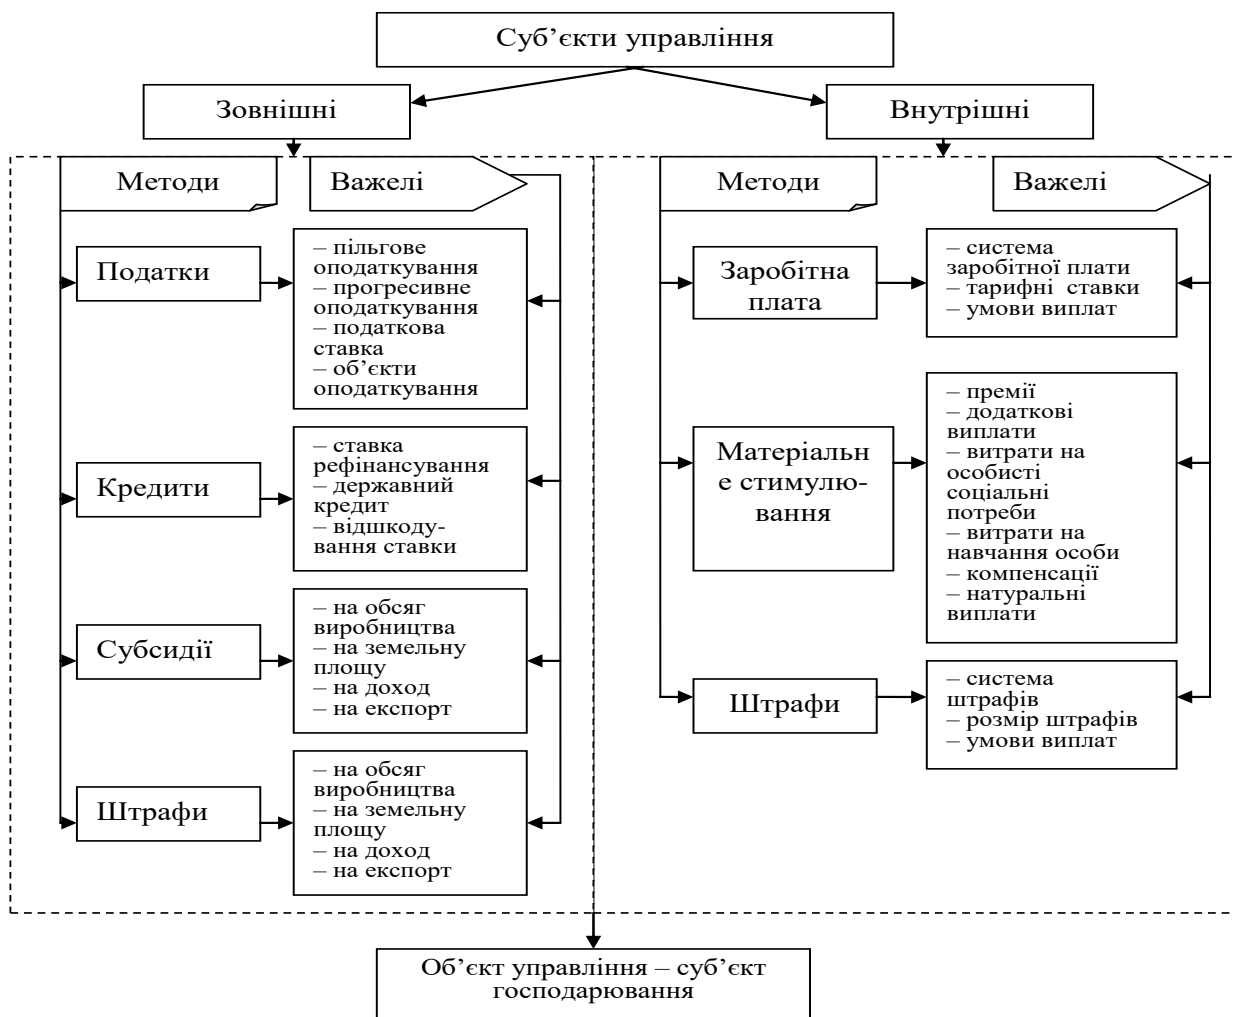 Суб’єкти управління
Зовнішні
Внутрішні
Методи
Важелі
Податки
– пільгове
оподаткування
– прогресивне
оподаткування
– податкова
ставка
– об’єкти
оподаткування
Кредити
– ставка
рефінансування
– державний
кредит
– відшкоду-
вання ставки
Субсидії
– на обсяг
виробництва
– на земельну
площу
– на доход
– на експорт
Штрафи
– на обсяг
виробництва
– на земельну
площу
– на доход
– на експорт
Методи
Важелі
Заробітна
плата
– система
заробітної плати
– тарифні ставки
– умови виплат
Матеріальн
е стимулю-
вання
– премії
– додаткові
виплати
– витрати на
особисті
соціальні
потреби
– витрати на
навчання особи
– компенсації
– натуральні
виплати
Штрафи
– система
штрафів
– розмір штрафів
– умови виплат
Об’єкт управління – суб’єкт
господарювання